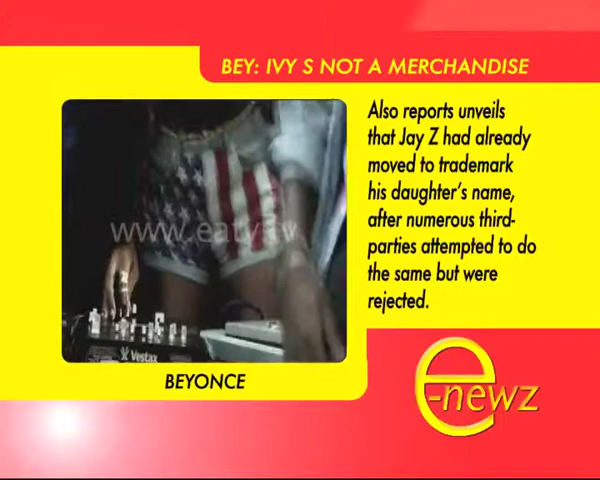 BEY: IVY S NOT A MERCHANDISE
Also reports unveils
that Jay Z had already
moved to trademark
his daughter's name,
after numerous third-
parties attempted to do
the same but were
rejected.
www.eatv.tv
Vestax
BEYONCE
e-newz